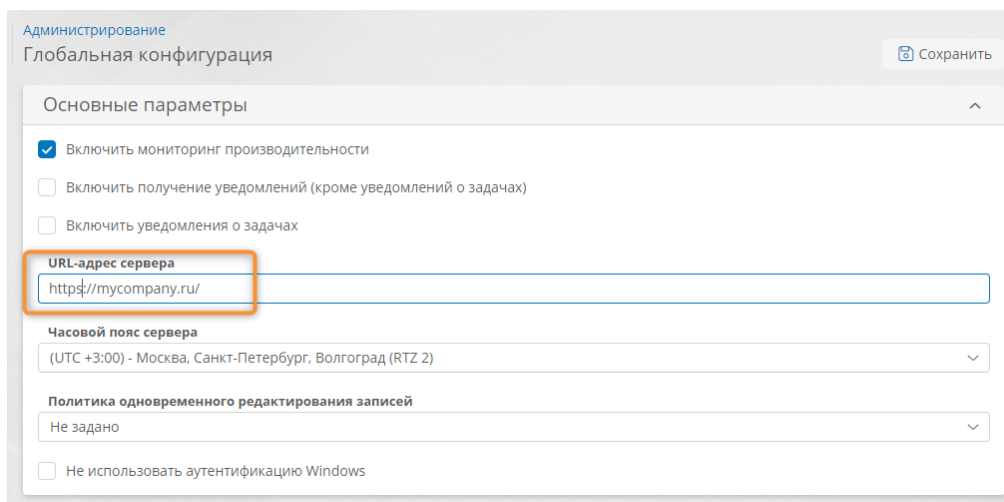 Администрирование
Глобальная конфигурация
Сохранить
Основные параметры
Включить мониторинг производительности
Включить получение уведомлений (кроме уведомлений о задачах)
Включить уведомления о задачах
URL-адрес сервера
https://mycompany.ru/
Часовой пояс сервера
(UTC +3:00) - Москва, Санкт-Петербург, Волгоград (RTZ 2)
Политика одновременного редактирования записей
Не задано
Не использовать аутентификацию Windows